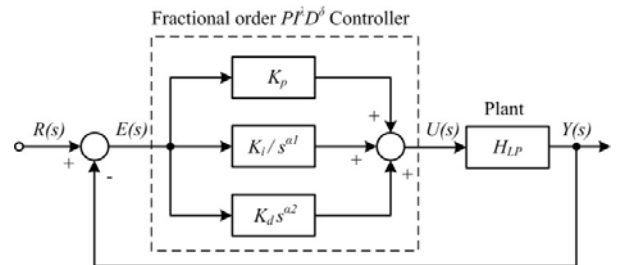 Fractional order PI^λD^δ Controller
K_p
Plant
R(s)
E(s)
K_i / s^α1
U(s)
H_LP
Y(s)
K_d s^α2
+
-
+
+
+